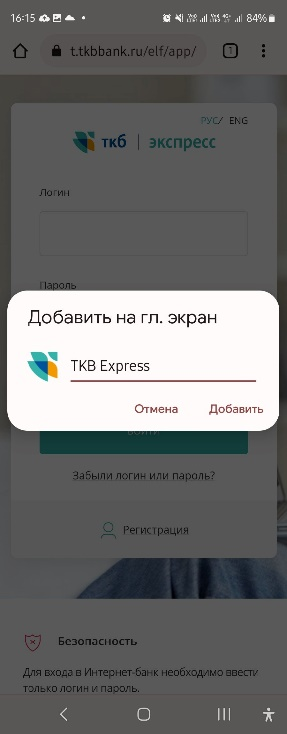 16:15
84%
t.tkbbank.ru/elf/app/
1
РУС/ ENG
ткб | экспресс
Логин
Пароль
Добавить на гл. экран
TKB Express
Отмена Добавить
Забыли логин или пароль?
Регистрация
Безопасность
Для входа в Интернет-банк необходимо ввести
только логин и пароль.